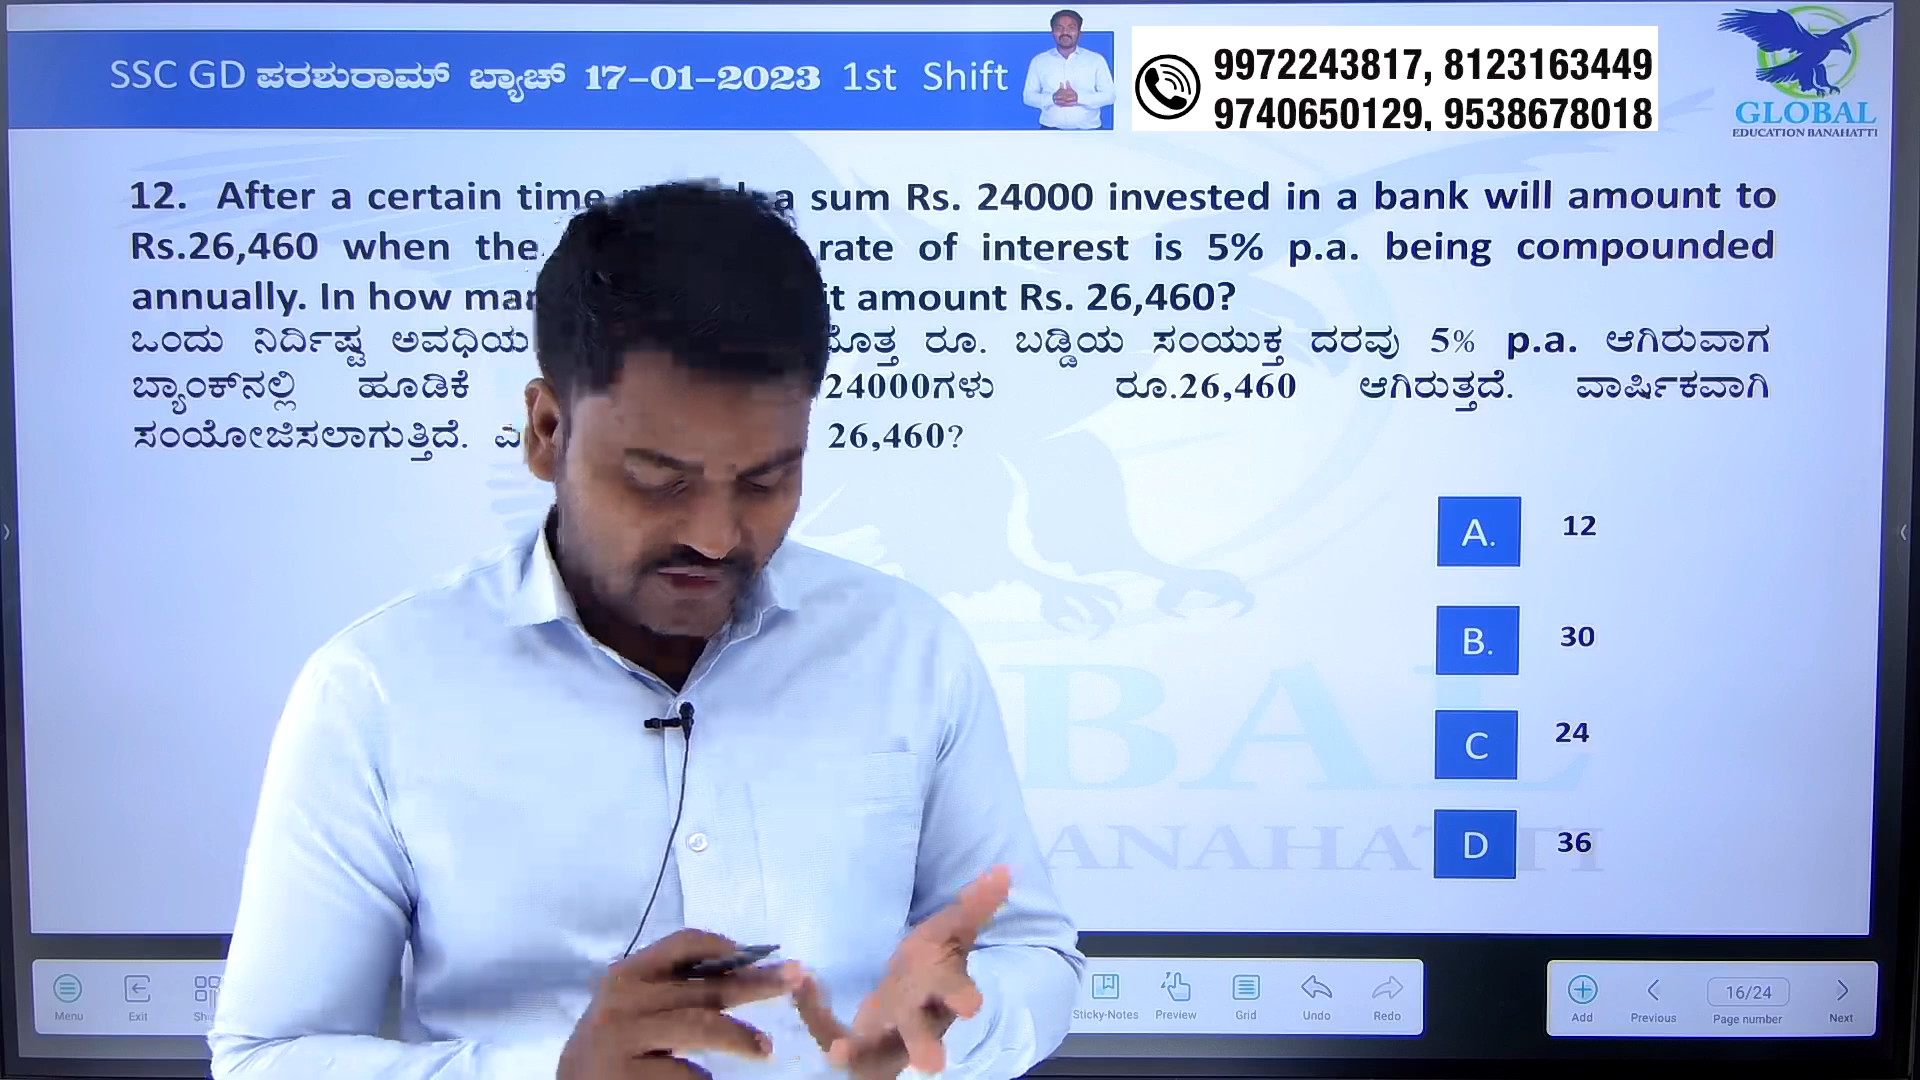 SSC GD ಪರಶುರಾಮ್ ಬ್ಯಾಚ್ 17-01-2023 1st Shift
9972243817, 8123163449
9740650129, 9538678018
GLOBAL
EDUCATION BANAHATTI
12. After a certain time a sum Rs. 24000 invested in a bank will amount to
Rs.26,460 when the rate of interest is 5% p.a. being compounded
annually. In how it amount Rs. 26,460?
ಒಂದು ನಿರ್ದಿಷ್ಟ ರೂ. ಬಡ್ಡಿಯ ಸಂಯುಕ್ತ ದರವು 5% p.a. ಆಗಿರುವಾಗ
ಬ್ಯಾಂಕ್‌ನಲ್ಲಿ ಹೂಡಿಕೆ 24000ಗಳು ರೂ.26,460 ಆಗಿರುತ್ತದೆ. ವಾರ್ಷಿಕವಾಗಿ
ಸಂಯೋಜಿಸಲಾಗುತ್ತಿದೆ. 26,460?
A. 12
B. 30
C 24
D 36
Menu
Exit
Sticky-Notes
Preview
Grid
Undo
Redo
Add
Previous
16/24
Page number
Next